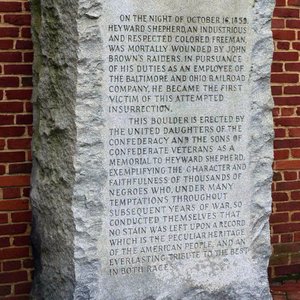 ON THE NIGHT OF OCTOBER 16, 1859,
HEYWARD SHEPHERD, AN INDUSTRIOUS
AND RESPECTED COLORED FREEMAN,
WAS MORTALLY WOUNDED BY JOHN
BROWN'S RAIDERS. IN PURSUANCE
OF HIS DUTIES AS AN EMPLOYEE OF
THE BALTIMORE AND OHIO RAILROAD
COMPANY, HE BECAME THE FIRST
VICTIM OF THIS ATTEMPTED
INSURRECTION.
THIS BOULDER IS ERECTED BY
THE UNITED DAUGHTERS OF THE
CONFEDERACY AND THE SONS OF
CONFEDERATE VETERANS AS A
MEMORIAL TO HEYWARD SHEPHERD,
EXEMPLIFYING THE CHARACTER AND
FAITHFULNESS OF THOUSANDS OF
NEGROES WHO, UNDER MANY
TEMPTATIONS THROUGHOUT
SUBSEQUENT YEARS OF WAR, SO
CONDUCTED THEMSELVES THAT
NO STAIN WAS LEFT UPON A RECORD
WHICH IS THE PECULIAR HERITAGE
OF THE AMERICAN PEOPLE, AND AN
EVERLASTING TRIBUTE TO THE BEST
IN BOTH RACES